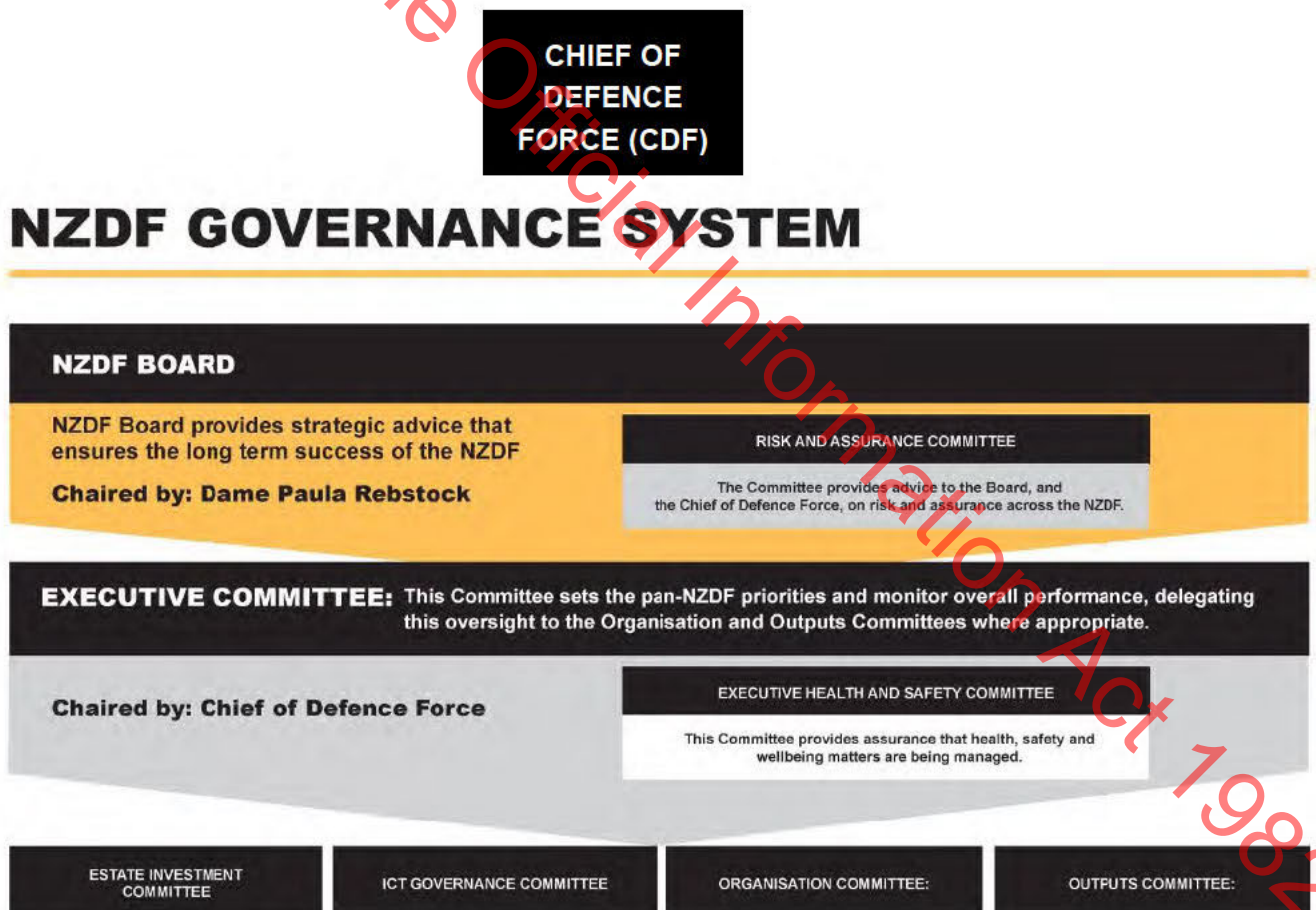 CHIEF OF
DEFENCE
FORCE (CDF)
NZDF GOVERNANCE SYSTEM
NZDF BOARD
NZDF Board provides strategic advice that
ensures the long term success of the NZDF
Chaired by: Dame Paula Rebstock
RISK AND ASSURANCE COMMITTEE
The Committee provides advice to the Board, and
the Chief of Defence Force, on risk and assurance across the NZDF.
EXECUTIVE COMMITTEE: This Committee sets the pan-NZDF priorities and monitor overall performance, delegating
this oversight to the Organisation and Outputs Committees where appropriate.
Chaired by: Chief of Defence Force
EXECUTIVE HEALTH AND SAFETY COMMITTEE
This Committee provides assurance that health, safety and
wellbeing matters are being managed.
ESTATE INVESTMENT
COMMITTEE
ICT GOVERNANCE COMMITTEE
ORGANISATION COMMITTEE:
OUTPUTS COMMITTEE:
Official Information Act 1982